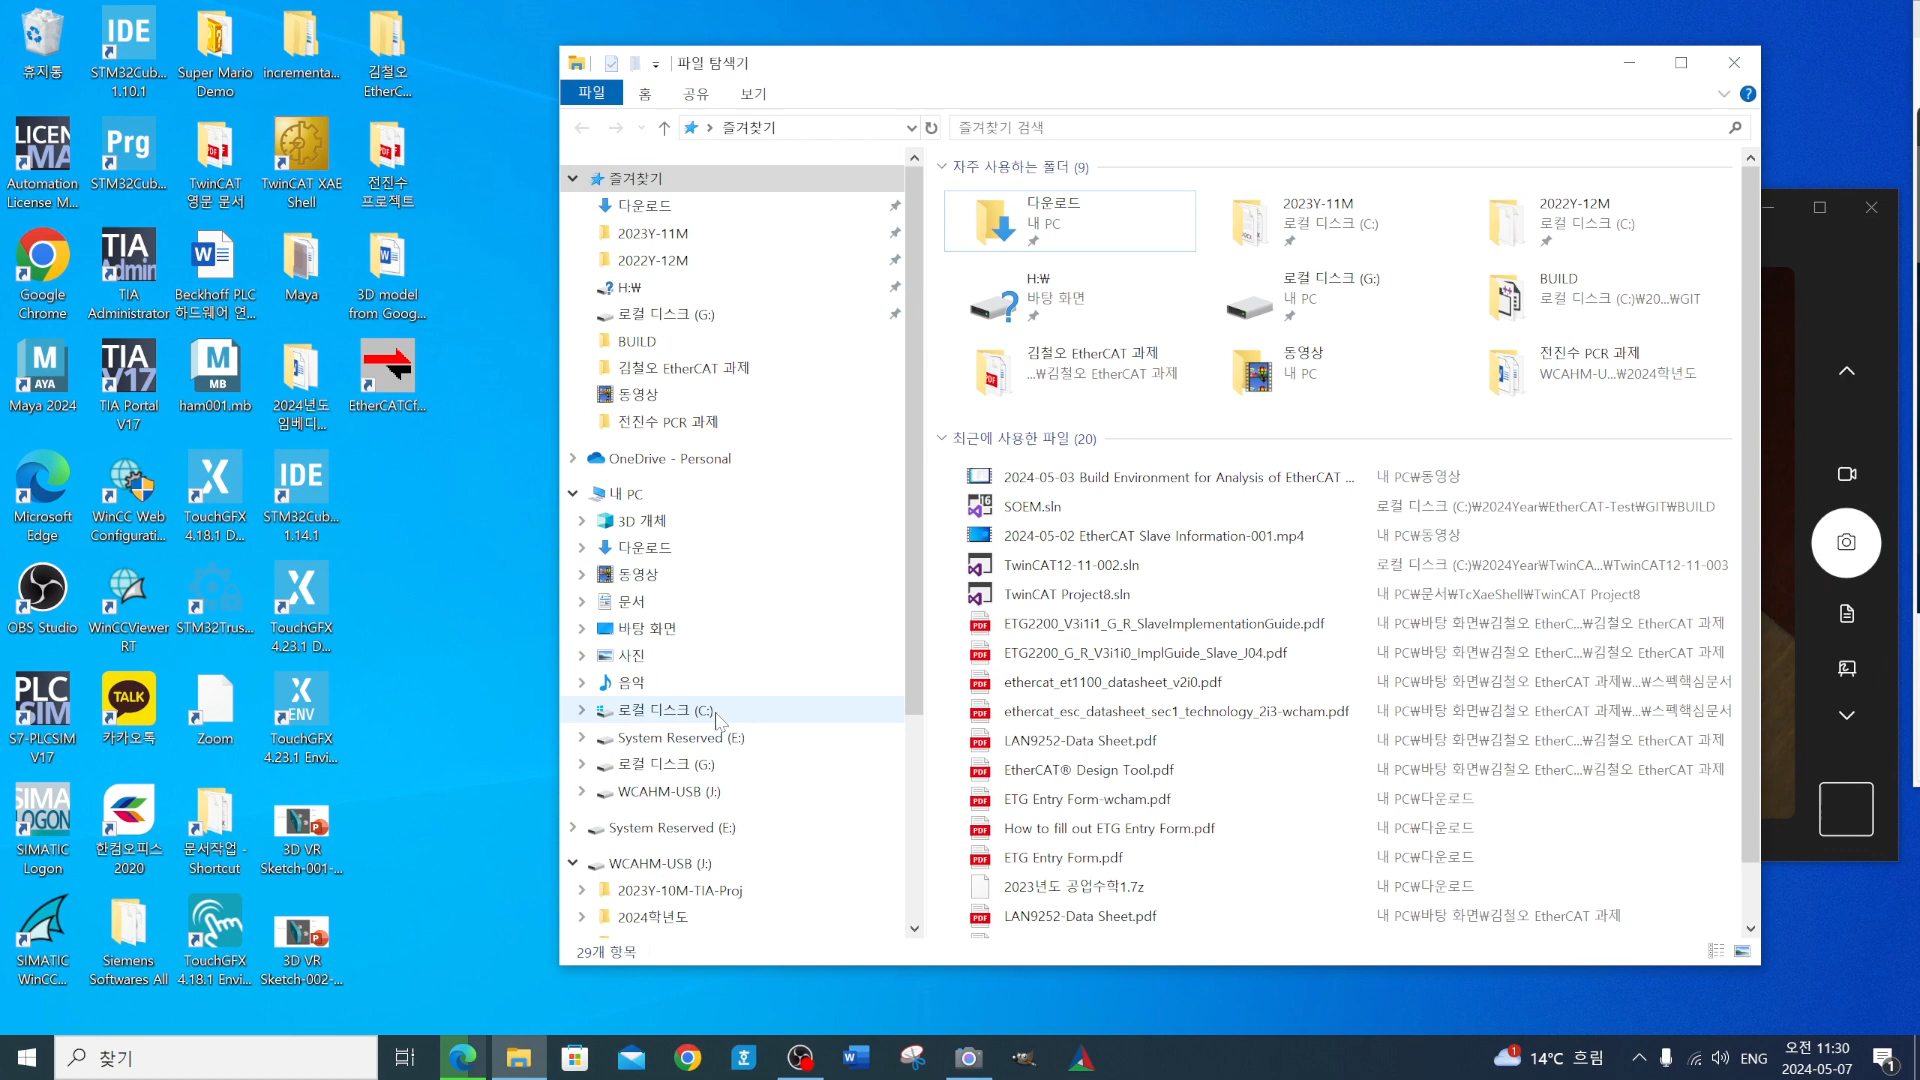 휴지통
STM32Cub...
1.10.1
Super Mario
Demo
incrementa...
김철오
EtherC...
Automation
License M...
STM32Cub...
TwinCAT
영문 문서
TwinCAT XAE
Shell
전진수
프로젝트
Google
Chrome
TIA
Administrator
Beckhoff PLC
하드웨어 연...
Maya
3D model
from Goog...
Maya 2024
TIA Portal
V17
ham001.mb
2024년도
임베디...
EtherCATCf...
Microsoft
Edge
WinCC Web
Configurati...
TouchGFX
4.18.1 D...
STM32Cub...
1.14.1
OBS Studio
WinCCViewer
RT
STM32Trus...
TouchGFX
4.23.1 D...
S7-PLCSIM
V17
카카오톡
Zoom
TouchGFX
4.23.1 Envi...
SIMATIC
Logon
한컴오피스
2020
문서작업 -
Shortcut
3D VR
Sketch-001-...
SIMATIC
WinCC...
Siemens
Softwares All
TouchGFX
4.18.1 Envi...
3D VR
Sketch-002-...
파일 탐색기
파일
홈
공유
보기
즐겨찾기
즐겨찾기 검색
즐겨찾기
다운로드
2023Y-11M
2022Y-12M
H:₩
로컬 디스크 (G:)
BUILD
김철오 EtherCAT 과제
동영상
전진수 PCR 과제
OneDrive - Personal
내 PC
3D 개체
다운로드
동영상
문서
바탕 화면
사진
음악
로컬 디스크 (C:)
System Reserved (E:)
로컬 디스크 (G:)
WCAHM-USB (J:)
System Reserved (E:)
WCAHM-USB (J:)
2023Y-10M-TIA-Proj
2024학년도
29개 항목
자주 사용하는 폴더 (9)
다운로드
내 PC
2023Y-11M
로컬 디스크 (C:)
2022Y-12M
로컬 디스크 (C:)
H:₩
바탕 화면
로컬 디스크 (G:)
내 PC
BUILD
로컬 디스크 (C:)₩20...₩GIT
김철오 EtherCAT 과제
...₩김철오 EtherCAT 과제
동영상
내 PC
전진수 PCR 과제
WCAHM-U...₩2024학년도
최근에 사용한 파일 (20)
2024-05-03 Build Environment for Analysis of EtherCAT ... 내 PC₩동영상
SOEM.sln 로컬 디스크 (C:)₩2024Year₩EtherCAT-Test₩GIT₩BUILD
2024-05-02 EtherCAT Slave Information-001.mp4 내 PC₩동영상
TwinCAT12-11-002.sln 로컬 디스크 (C:)₩2024Year₩TwinCA...₩TwinCAT12-11-003
TwinCAT Project8.sln 내 PC₩문서₩TcXaeShell₩TwinCAT Project8
ETG2200_V3i1i1_G_R_SlaveImplementationGuide.pdf 내 PC₩바탕 화면₩김철오 EtherC...₩김철오 EtherCAT 과제
ETG2200_G_R_V3i1i0_ImplGuide_Slave_J04.pdf 내 PC₩바탕 화면₩김철오 EtherC...₩김철오 EtherCAT 과제
ethercat_et1100_datasheet_v2i0.pdf 내 PC₩바탕 화면₩김철오 EtherCAT 과제₩...₩스펙핵심문서
ethercat_esc_datasheet_sec1_technology_2i3-wcham.pdf 내 PC₩바탕 화면₩김철오 EtherCAT 과제₩...₩스펙핵심문서
LAN9252-Data Sheet.pdf 내 PC₩바탕 화면₩김철오 EtherC...₩김철오 EtherCAT 과제
EtherCAT® Design Tool.pdf 내 PC₩바탕 화면₩김철오 EtherC...₩김철오 EtherCAT 과제
ETG Entry Form-wcham.pdf 내 PC₩다운로드
How to fill out ETG Entry Form.pdf 내 PC₩다운로드
ETG Entry Form.pdf 내 PC₩다운로드
2023년도 공업수학1.7z 내 PC₩다운로드
LAN9252-Data Sheet.pdf 내 PC₩바탕 화면₩김철오 EtherCAT 과제
찾기
14°C 흐림
ENG
오전 11:30
2024-05-07
1